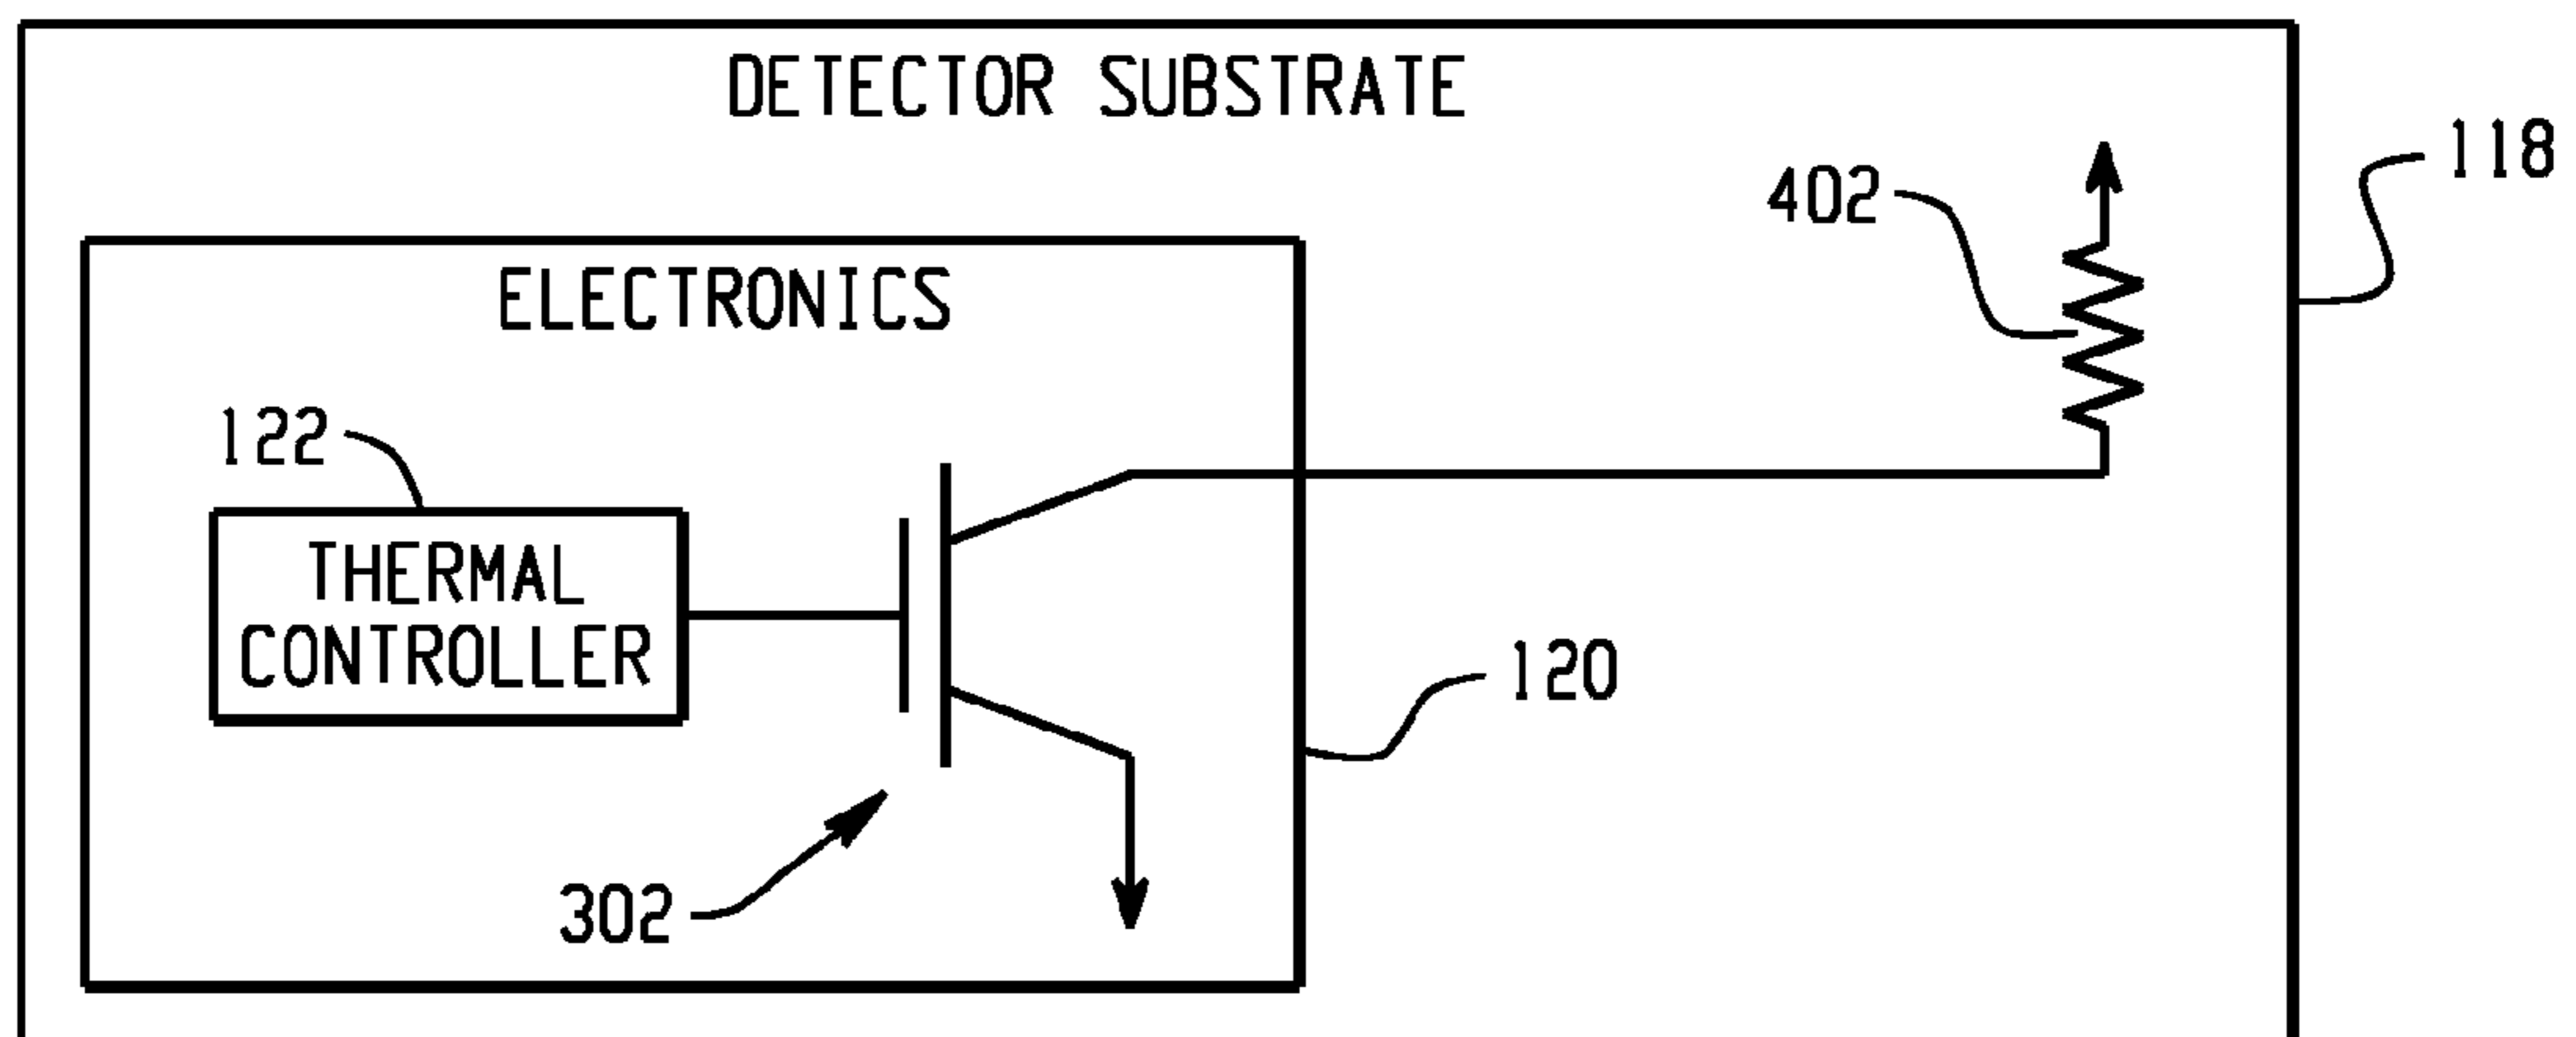 DETECTOR SUBSTRATE
118
402
ELECTRONICS
122
THERMAL
CONTROLLER
120
302